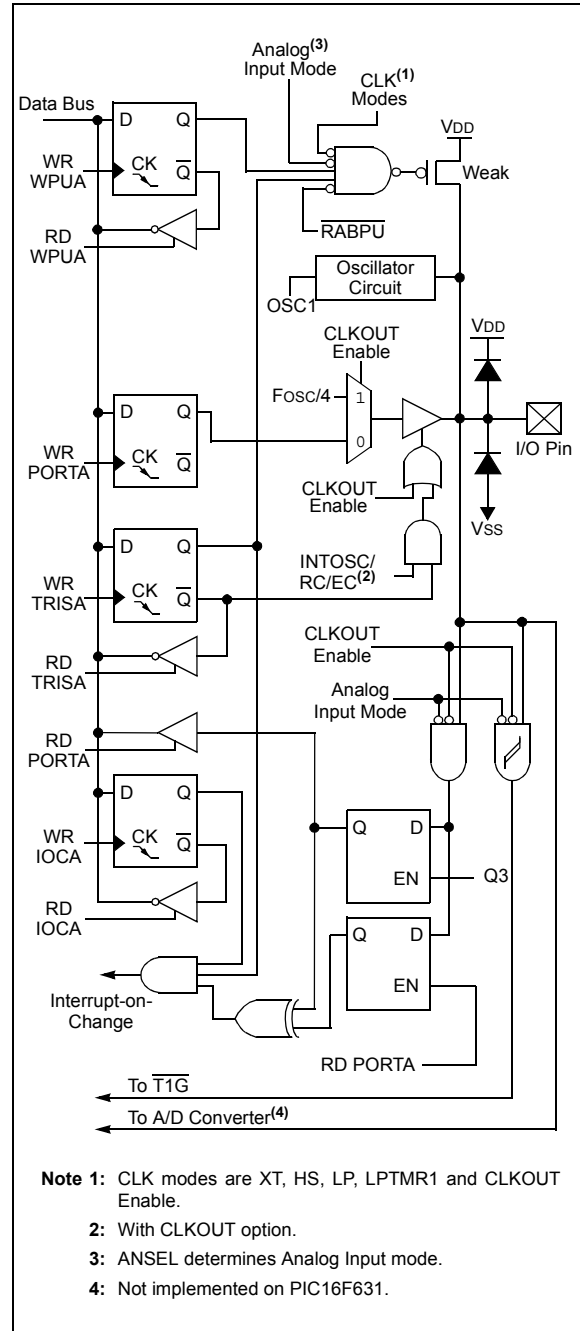 Analog(3)
Input Mode
CLK(1)
Modes
Data Bus
D Q
VDD
WR
WPUA
CK
Q
Weak
RD
WPUA
RABPU
Oscillator
Circuit
OSC1
CLKOUT
Enable
VDD
FOSC/4
1
D Q
I/O Pin
WR
PORTA
CK
Q
0
CLKOUT
Enable
VSS
D Q
INTOSC/
RC/EC(2)
WR
TRISA
CK
Q
CLKOUT
Enable
RD
TRISA
Analog
Input Mode
RD
PORTA
D Q
WR
IOCA
CK
Q
Q D
EN
Q3
RD
IOCA
Q D
EN
Interrupt-on-
Change
RD PORTA
To T1G
To A/D Converter(4)
Note 1: CLK modes are XT, HS, LP, LPTMR1 and CLKOUT
Enable.
2: With CLKOUT option.
3: ANSEL determines Analog Input mode.
4: Not implemented on PIC16F631.